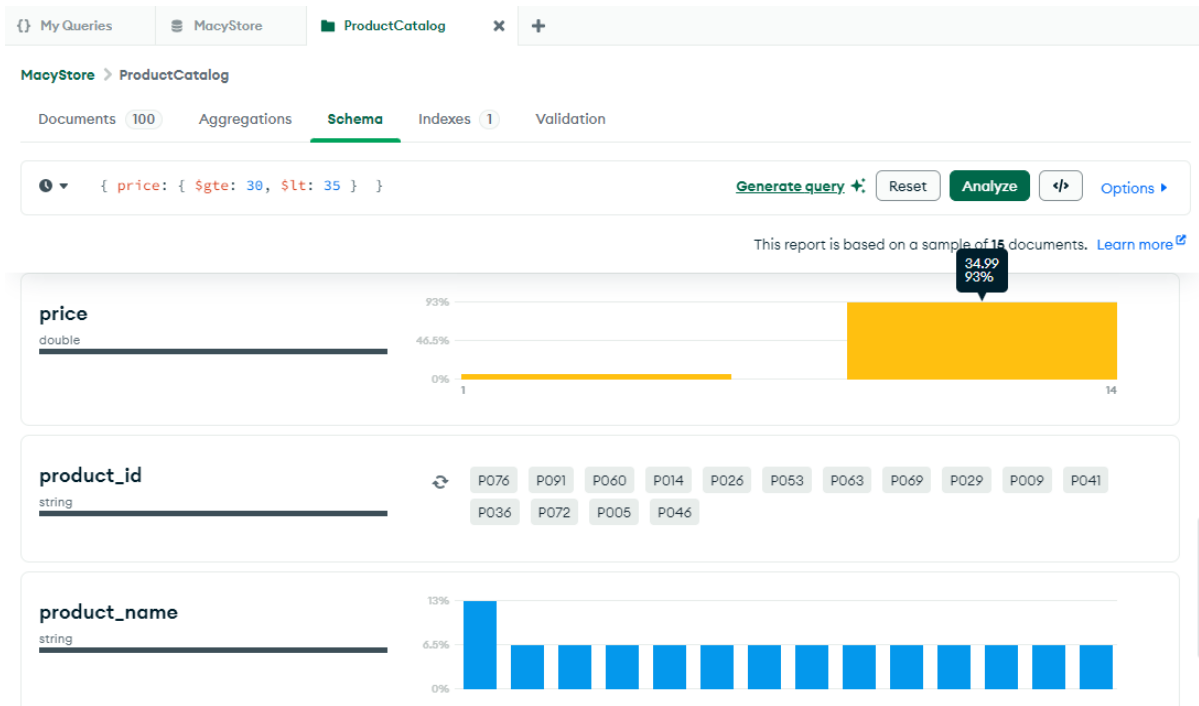 {} My Queries MacyStore ProductCatalog × +
MacyStore > ProductCatalog
Documents 100 Aggregations Schema Indexes 1 Validation
{ price: { $gte: 30, $lt: 35 } } Generate query Reset Analyze </> Options
This report is based on a sample of 15 documents. Learn more
34.99
93%
price
double
93%
46.5%
0%
1 14
product_id
string
P076 P091 P060 P014 P026 P053 P063 P069 P029 P009 P041
P036 P072 P005 P046
product_name
string
13%
6.5%
0%